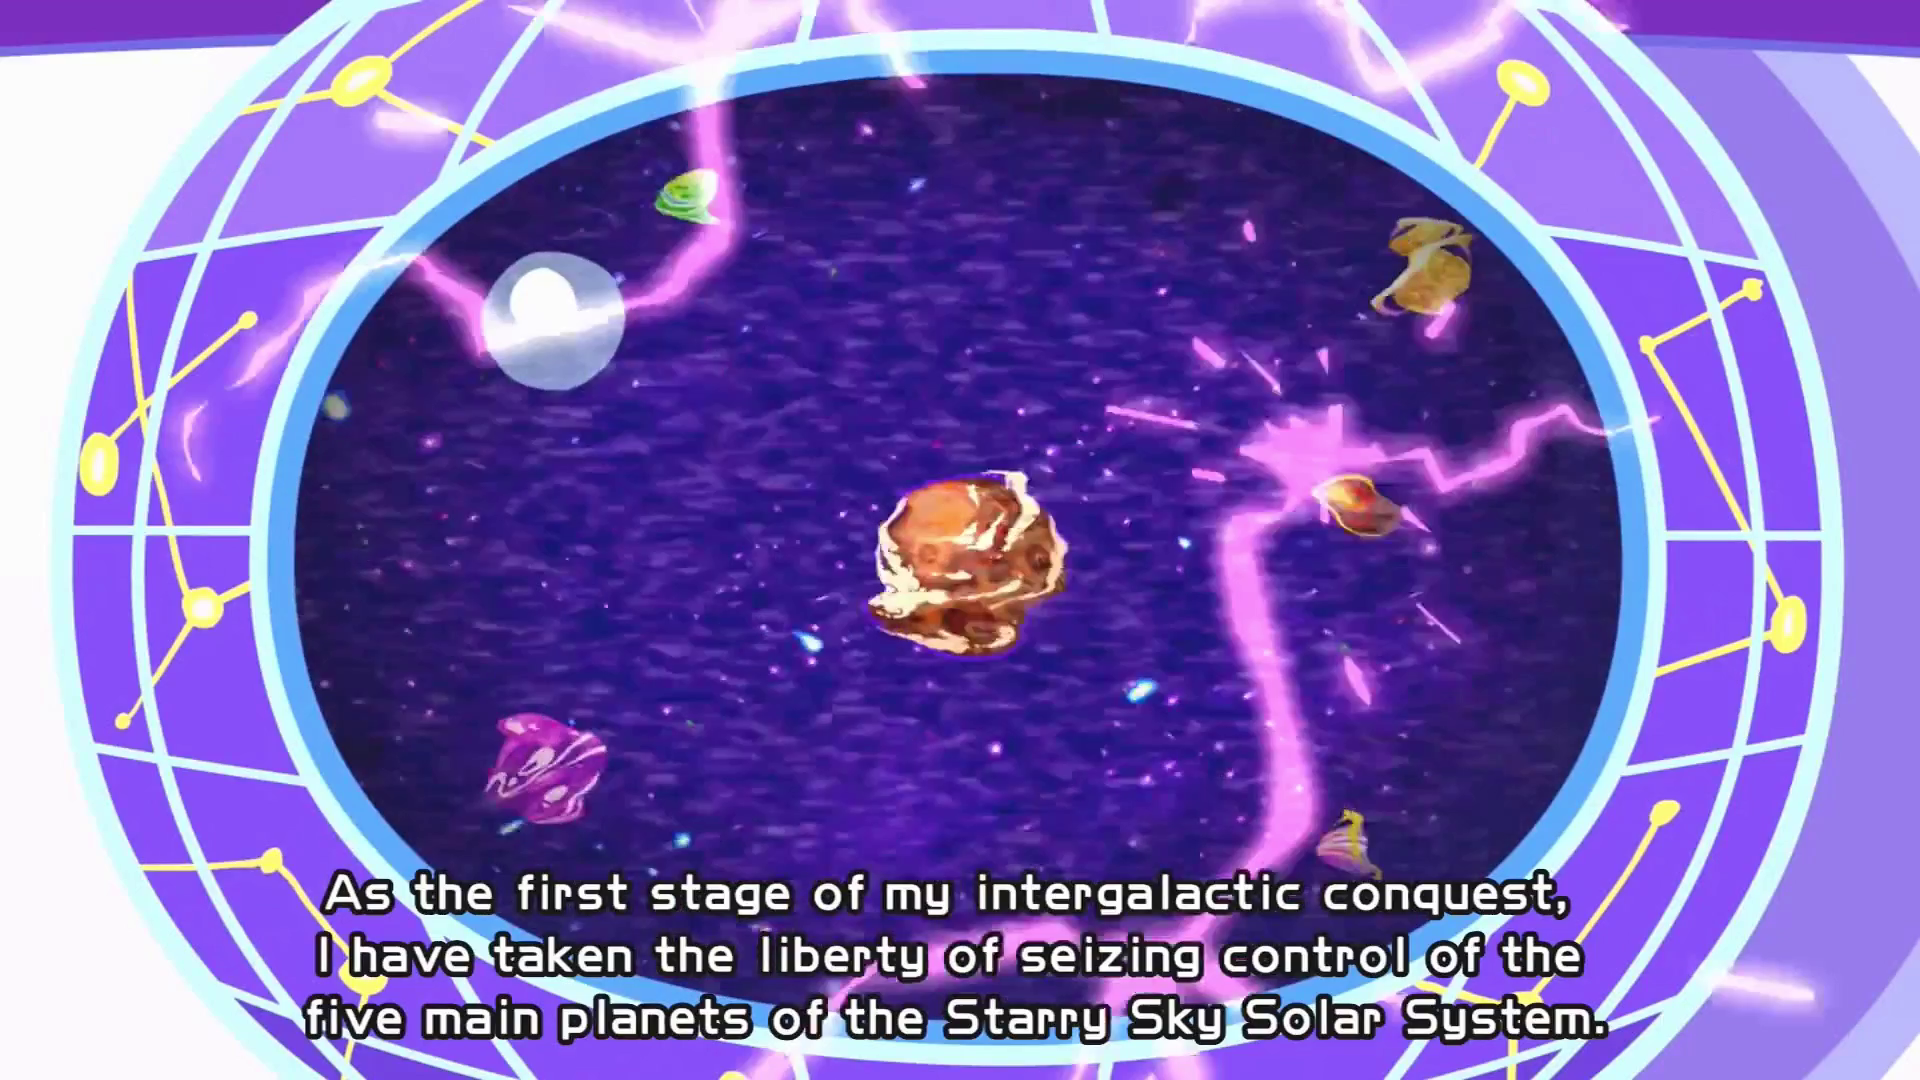 As the first stage of my intergalactic conquest,
I have taken the liberty of seizing control of the
five main planets of the Starry Sky Solar System.